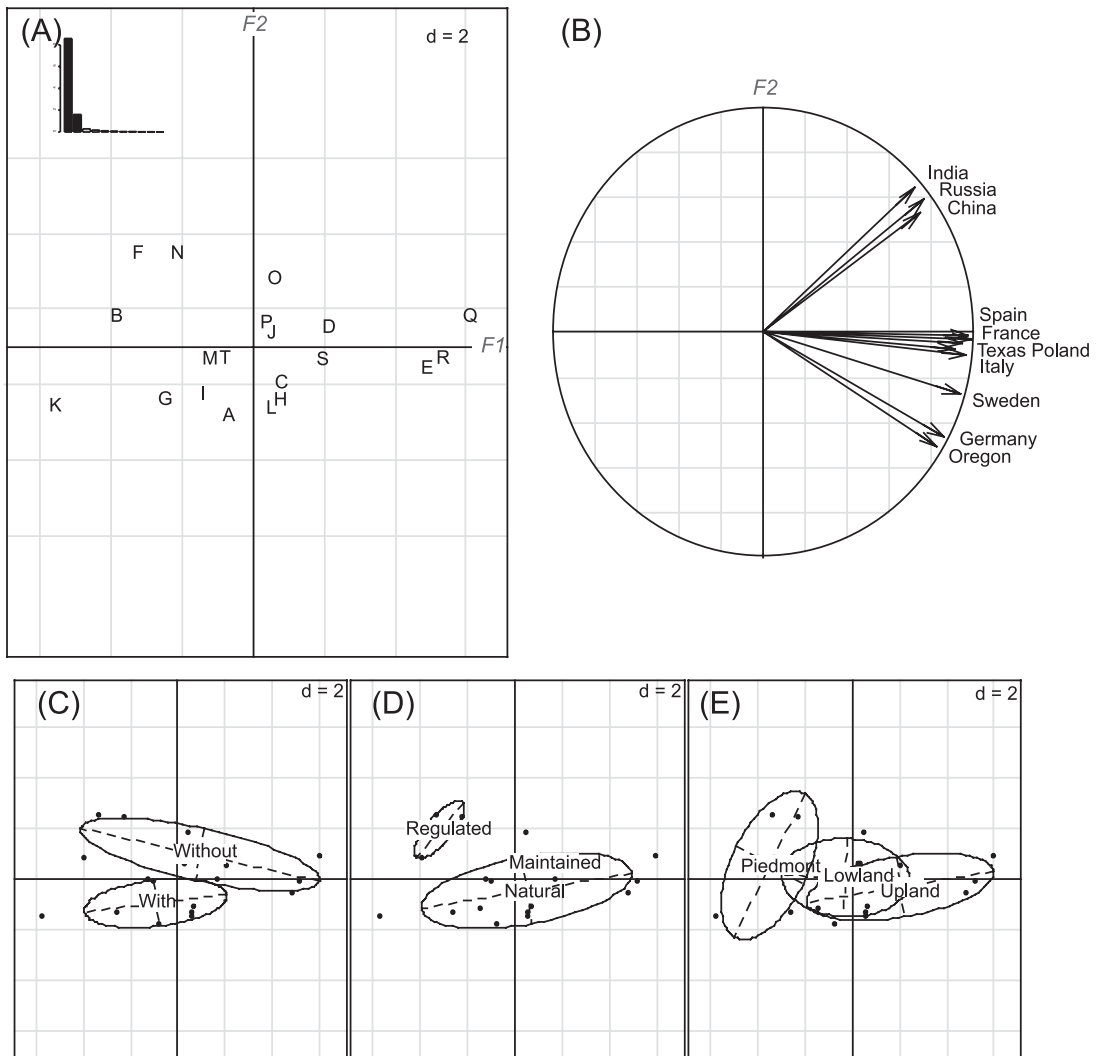 (A)
F2
d = 2
F N
O
B
P
J
D
Q
F1
M T
S
E
R
K
G
I
A
C
H
L
(B)
F2
India
Russia
China
Spain
France
Texas Poland
Italy
Sweden
Germany
Oregon
(C)
d = 2
Without
With
(D)
d = 2
Regulated
Maintained
Natural
(E)
d = 2
Piedmont
Lowland
Upland